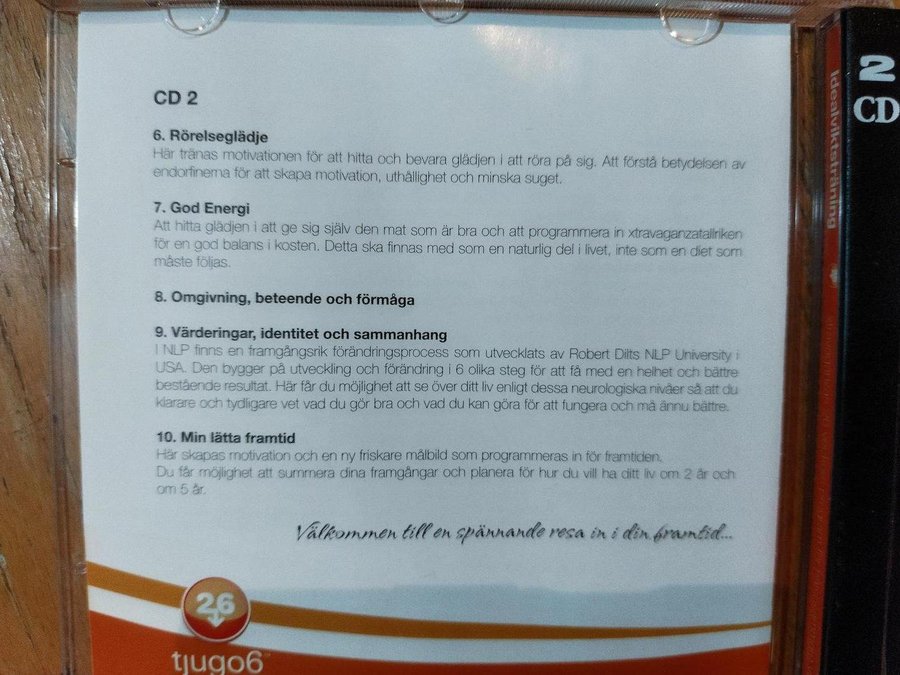 CD 2
6. Rörelseglädje
Här tränas motivationen för att hitta och bevara glädjen i att röra på sig. Att förstå betydelsen av
endorfinerna för att skapa motivation, uthållighet och minska suget.
7. God Energi
Att hitta glädjen i att ge sig själv den mat som är bra och att programmera in xtravaganzatallriken
för en god balans i kosten. Detta ska finnas med som en naturlig del i livet, inte som en diet som
måste följas.
8. Omgivning, beteende och förmåga
9. Värderingar, identitet och sammanhang
I NLP finns en framgångsrik förändringsprocess som utvecklats av Robert Dilts NLP University i
USA. Den bygger på utveckling och förändring i 6 olika steg för att få med en helhet och bättre
bestående resultat. Här får du möjlighet att se över ditt liv enligt dessa neurologiska nivåer så att du
klarare och tydligare vet vad du gör bra och vad du kan göra för att fungera och må ännu bättre.
10. Min lätta framtid
Här skapas motivation och en ny friskare målbild som programmeras in för framtiden.
Du får möjlighet att summera dina framgångar och planera för hur du vill ha ditt liv om 2 år och
om 5 år.
Välkommen till en spännande resa in i din framtid...
26
tjugo6
2
CD
Idealviktsträning